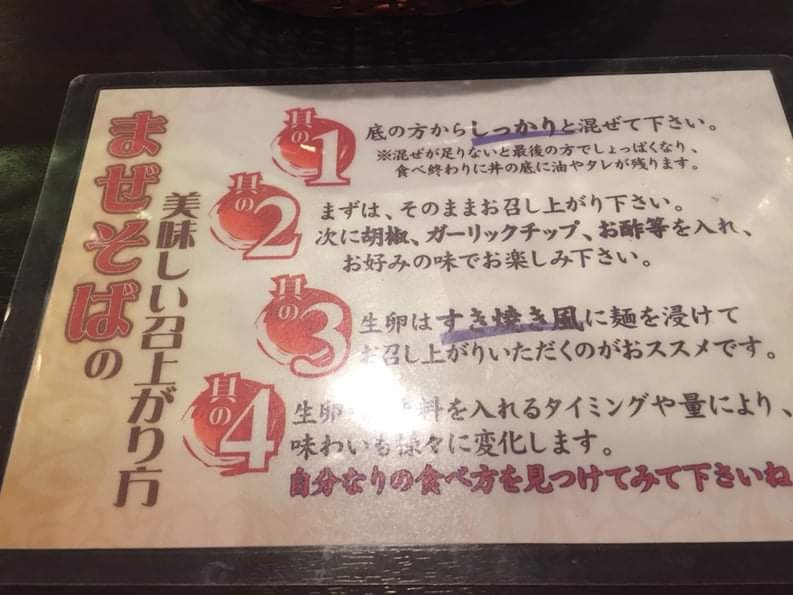 まぜそばの
美味しい召上がり方
具の1
底の方からしっかりと混ぜて下さい。
※混ぜが足りないと最後の方でしょっぱくなり、
食べ終わりに丼の底に油やタレが残ります。
具の2
まずは、そのままお召し上がり下さい。
次に胡椒、ガーリックチップ、お酢等を入れ、
お好みの味でお楽しみ下さい。
具の3
生卵はすき焼き風に麺を浸けて
お召し上がりいただくのがおススメです。
具の4
生卵 料を入れるタイミングや量により、
味わいも様々に変化します。
自分なりの食べ方を見つけてみて下さいね